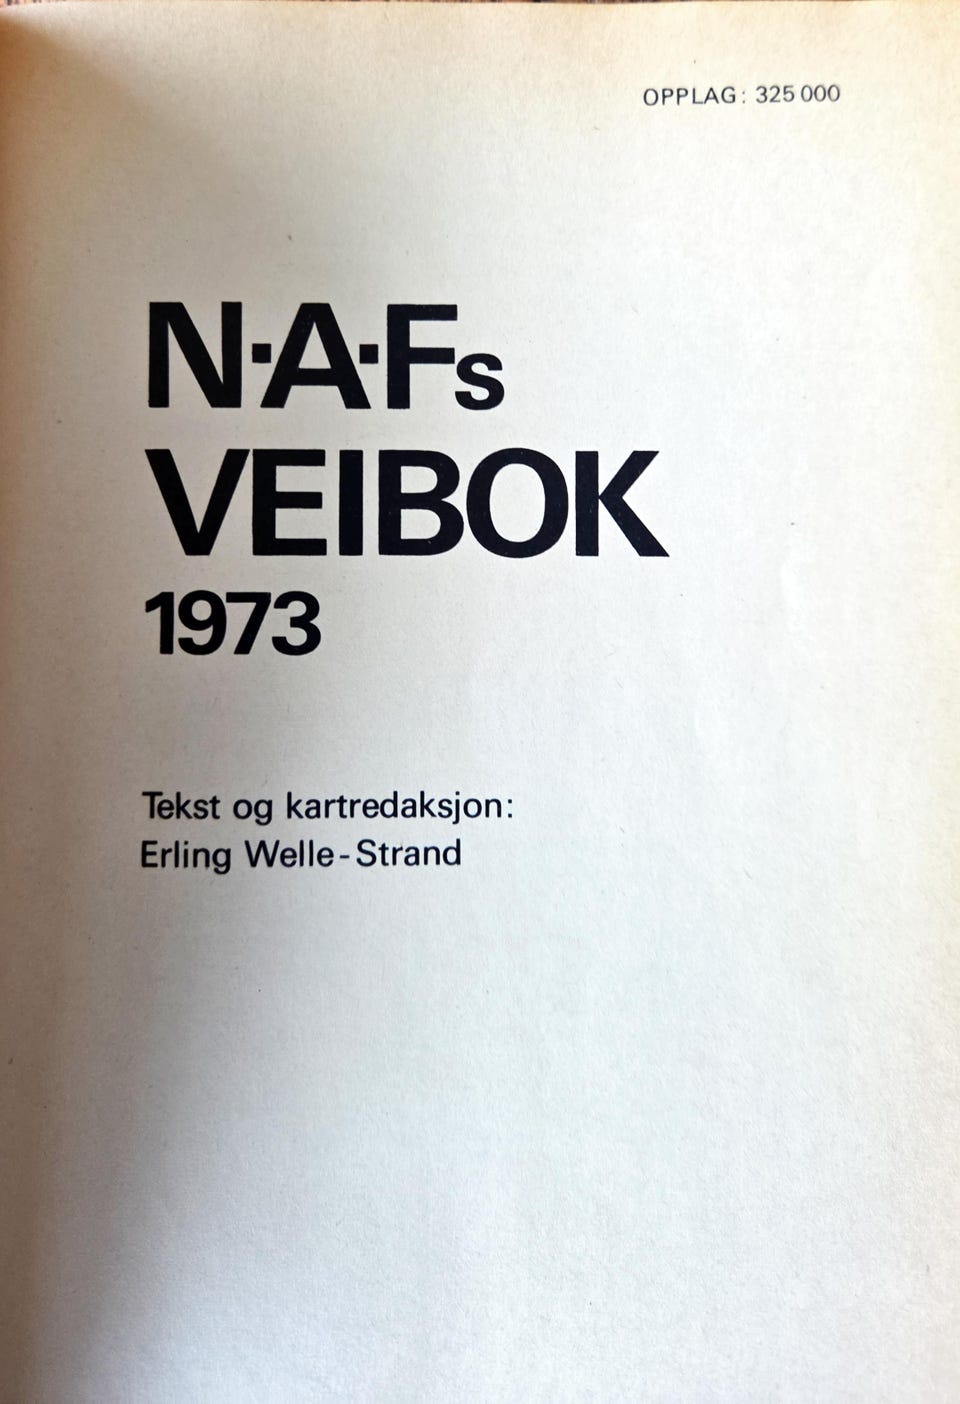 OPPLAG: 325 000
N·A·Fs
VEIBOK
1973
Tekst og kartredaksjon:
Erling Welle-Strand